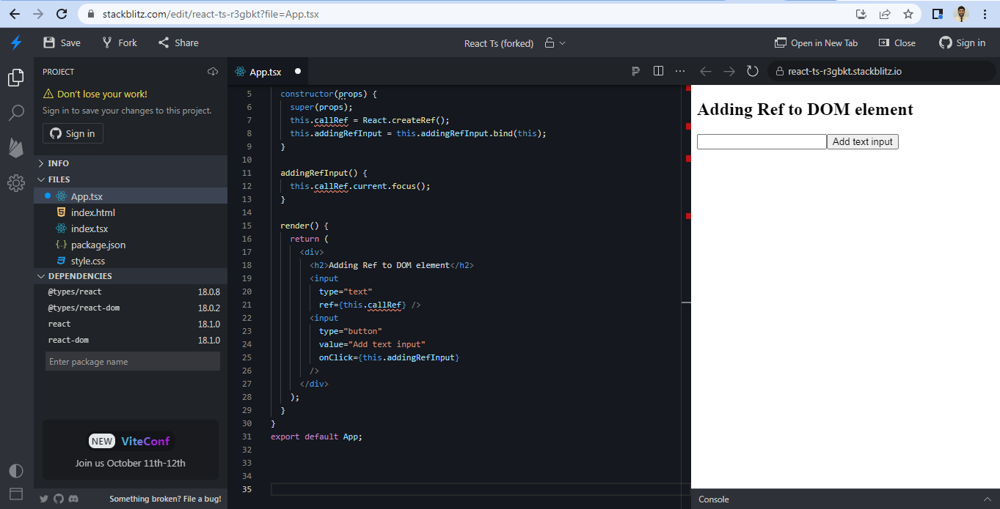 stackblitz.com/edit/react-ts-r3gbkt?file=App.tsx
Save
Fork
Share
React Ts (forked)
Open in New Tab
Close
Sign in
PROJECT
Don't lose your work!
Sign in to save your changes to this project.
Sign in
INFO
FILES
App.tsx
index.html
index.tsx
package.json
style.css
DEPENDENCIES
@types/react 18.0.8
@types/react-dom 18.0.2
react 18.1.0
react-dom 18.1.0
Enter package name
NEW ViteConf
Join us October 11th-12th
Something broken? File a bug!
App.tsx
5 constructor(props) {
6 super(props);
7 this.callRef = React.createRef();
8 this.addingRefInput = this.addingRefInput.bind(this);
9 }
10
11 addingRefInput() {
12 this.callRef.current.focus();
13 }
14
15 render() {
16 return (
17 <div>
18 <h2>Adding Ref to DOM element</h2>
19 <input
20 type="text"
21 ref={this.callRef} />
22 <input
23 type="button"
24 value="Add text input"
25 onClick={this.addingRefInput}
26 />
27 </div>
28 );
29 }
30 }
31 export default App;
32
33
34
35
react-ts-r3gbkt.stackblitz.io
Adding Ref to DOM element
Add text input
Console